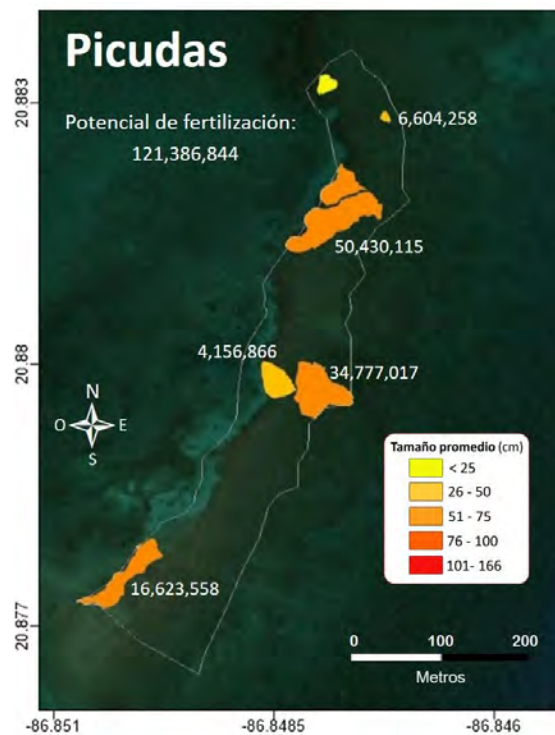 Picudas
20.883
Potencial de fertilización:
121,386,844
6,604,258
50,430,115
20.88
4,156,866
34,777,017
N
O
E
S
Tamaño promedio (cm)
< 25
26 - 50
51 - 75
76 - 100
101- 166
16,623,558
20.877
0 100 200
Metros
-86.851 -86.8485 -86.846